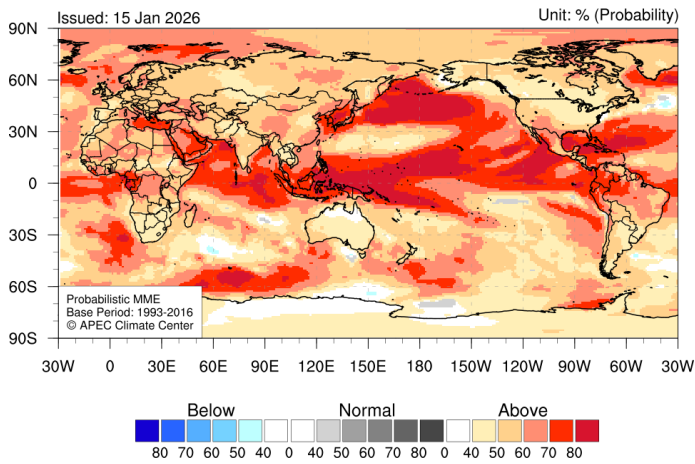 Issued: 15 Jan 2026
Unit: % (Probability)
90N
60N
30N
0
30S
60S
90S
Probabilistic MME
Base Period: 1993-2016
© APEC Climate Center
30W 0 30E 60E 90E 120E 150E 180 150W 120W 90W 60W 30W
Below Normal Above
80 70 60 50 40 0 40 50 60 70 80 0 40 50 60 70 80